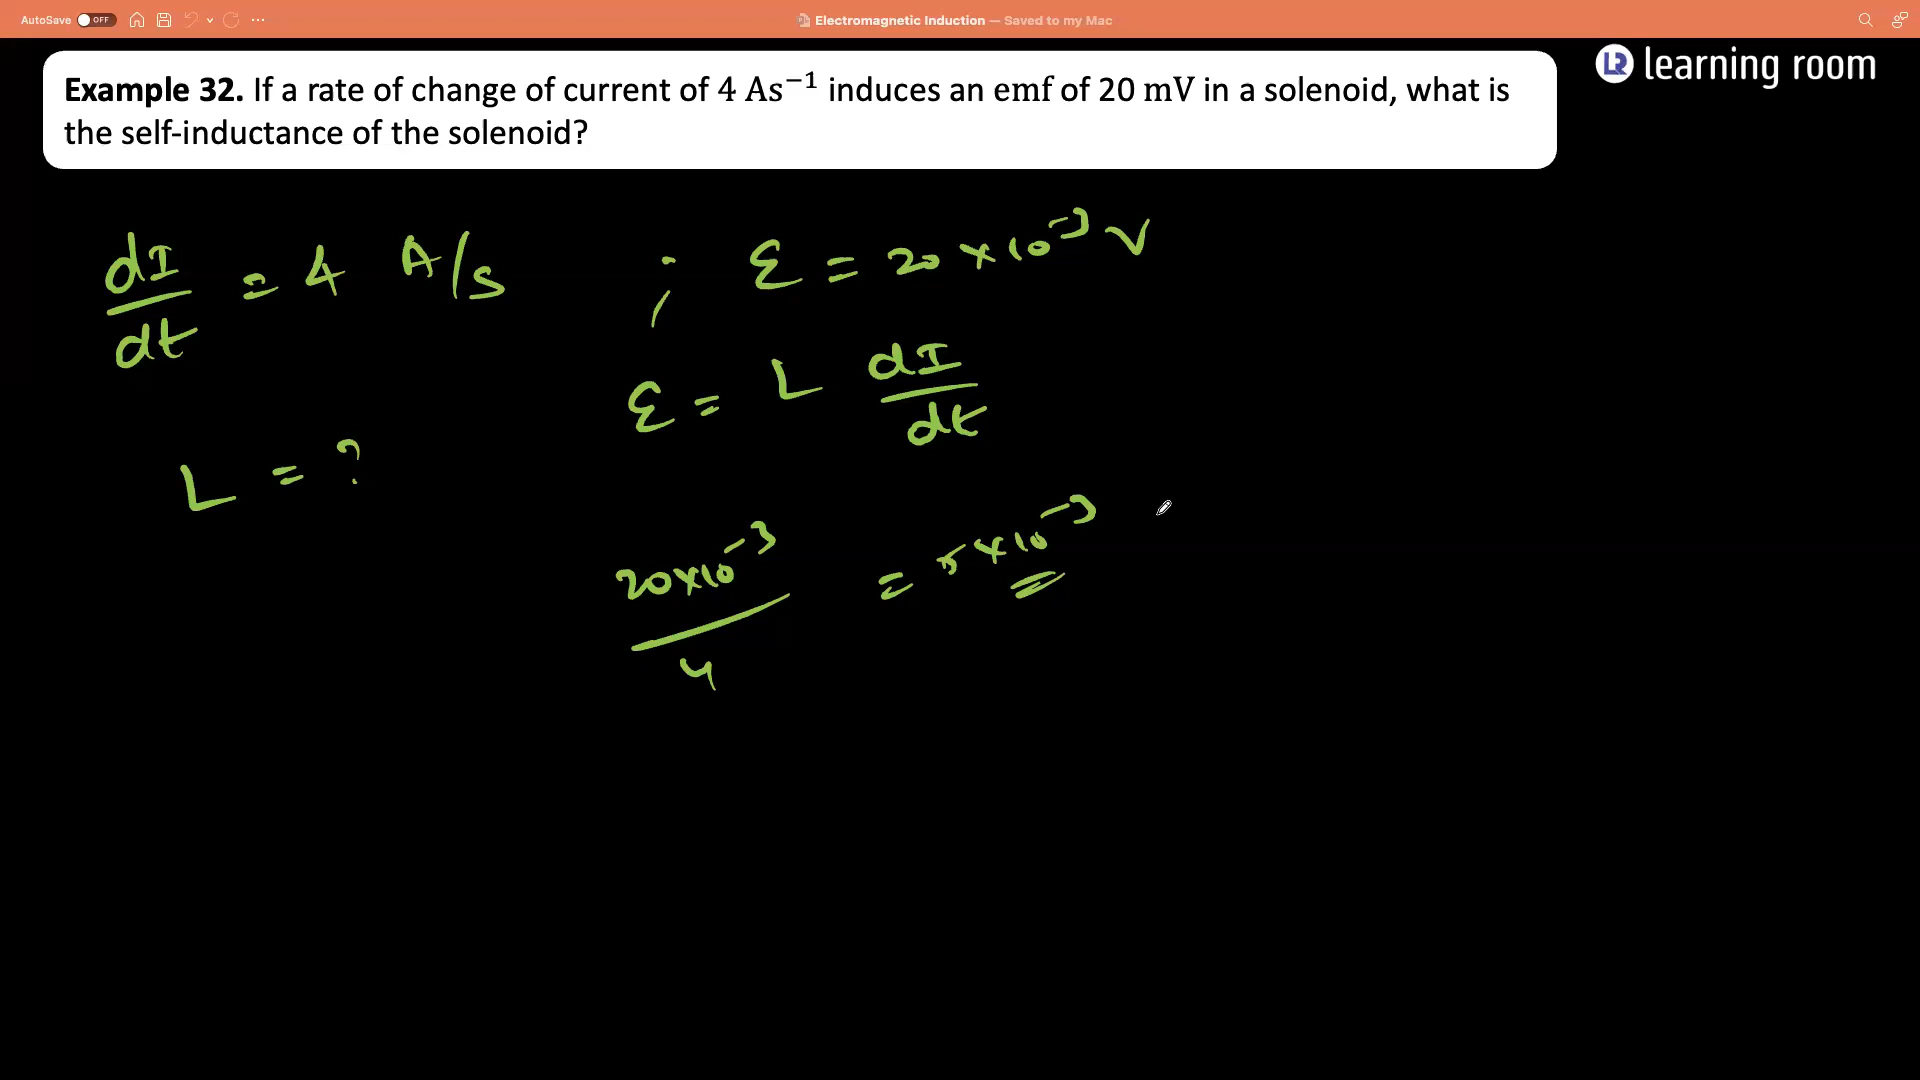 AutoSave OFF
Electromagnetic Induction — Saved to my Mac
learning room
Example 32. If a rate of change of current of 4 As⁻¹ induces an emf of 20 mV in a solenoid, what is
the self-inductance of the solenoid?
dI/dt = 4 A/s ; ε = 20 × 10⁻³ V
ε = L dI/dt
L = ?
20×10⁻³/4 = 5×10⁻³